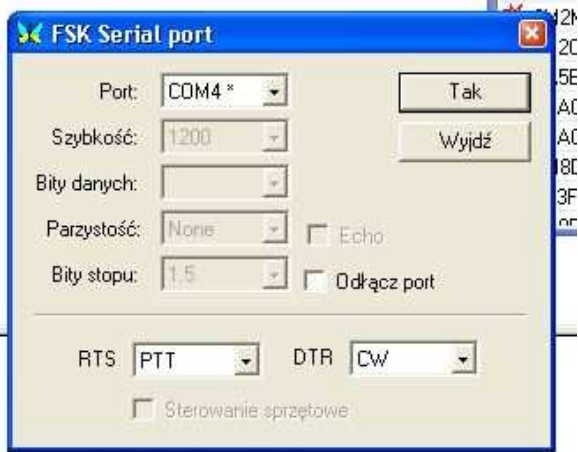 FSK Serial port
Port: COM4 * Tak
Szybkość: 1200 Wyjdź
Bity danych:
Parzystość: None Echo
Bity stopu: 1.5 Odłącz port
RTS PTT DTR CW
Sterowanie sprzętowe